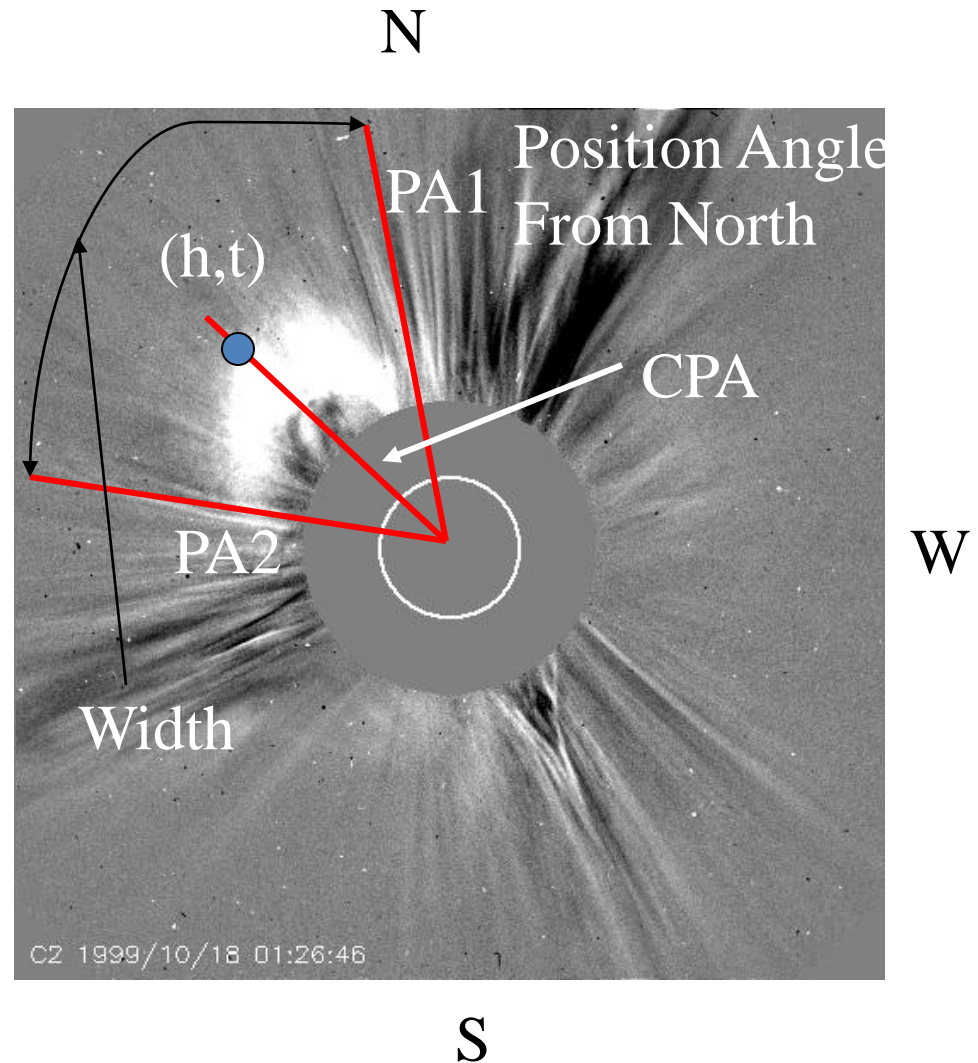 N
Position Angle
From North
PA1
(h,t)
CPA
W
PA2
Width
C2 1999/10/18 01:26:46
S